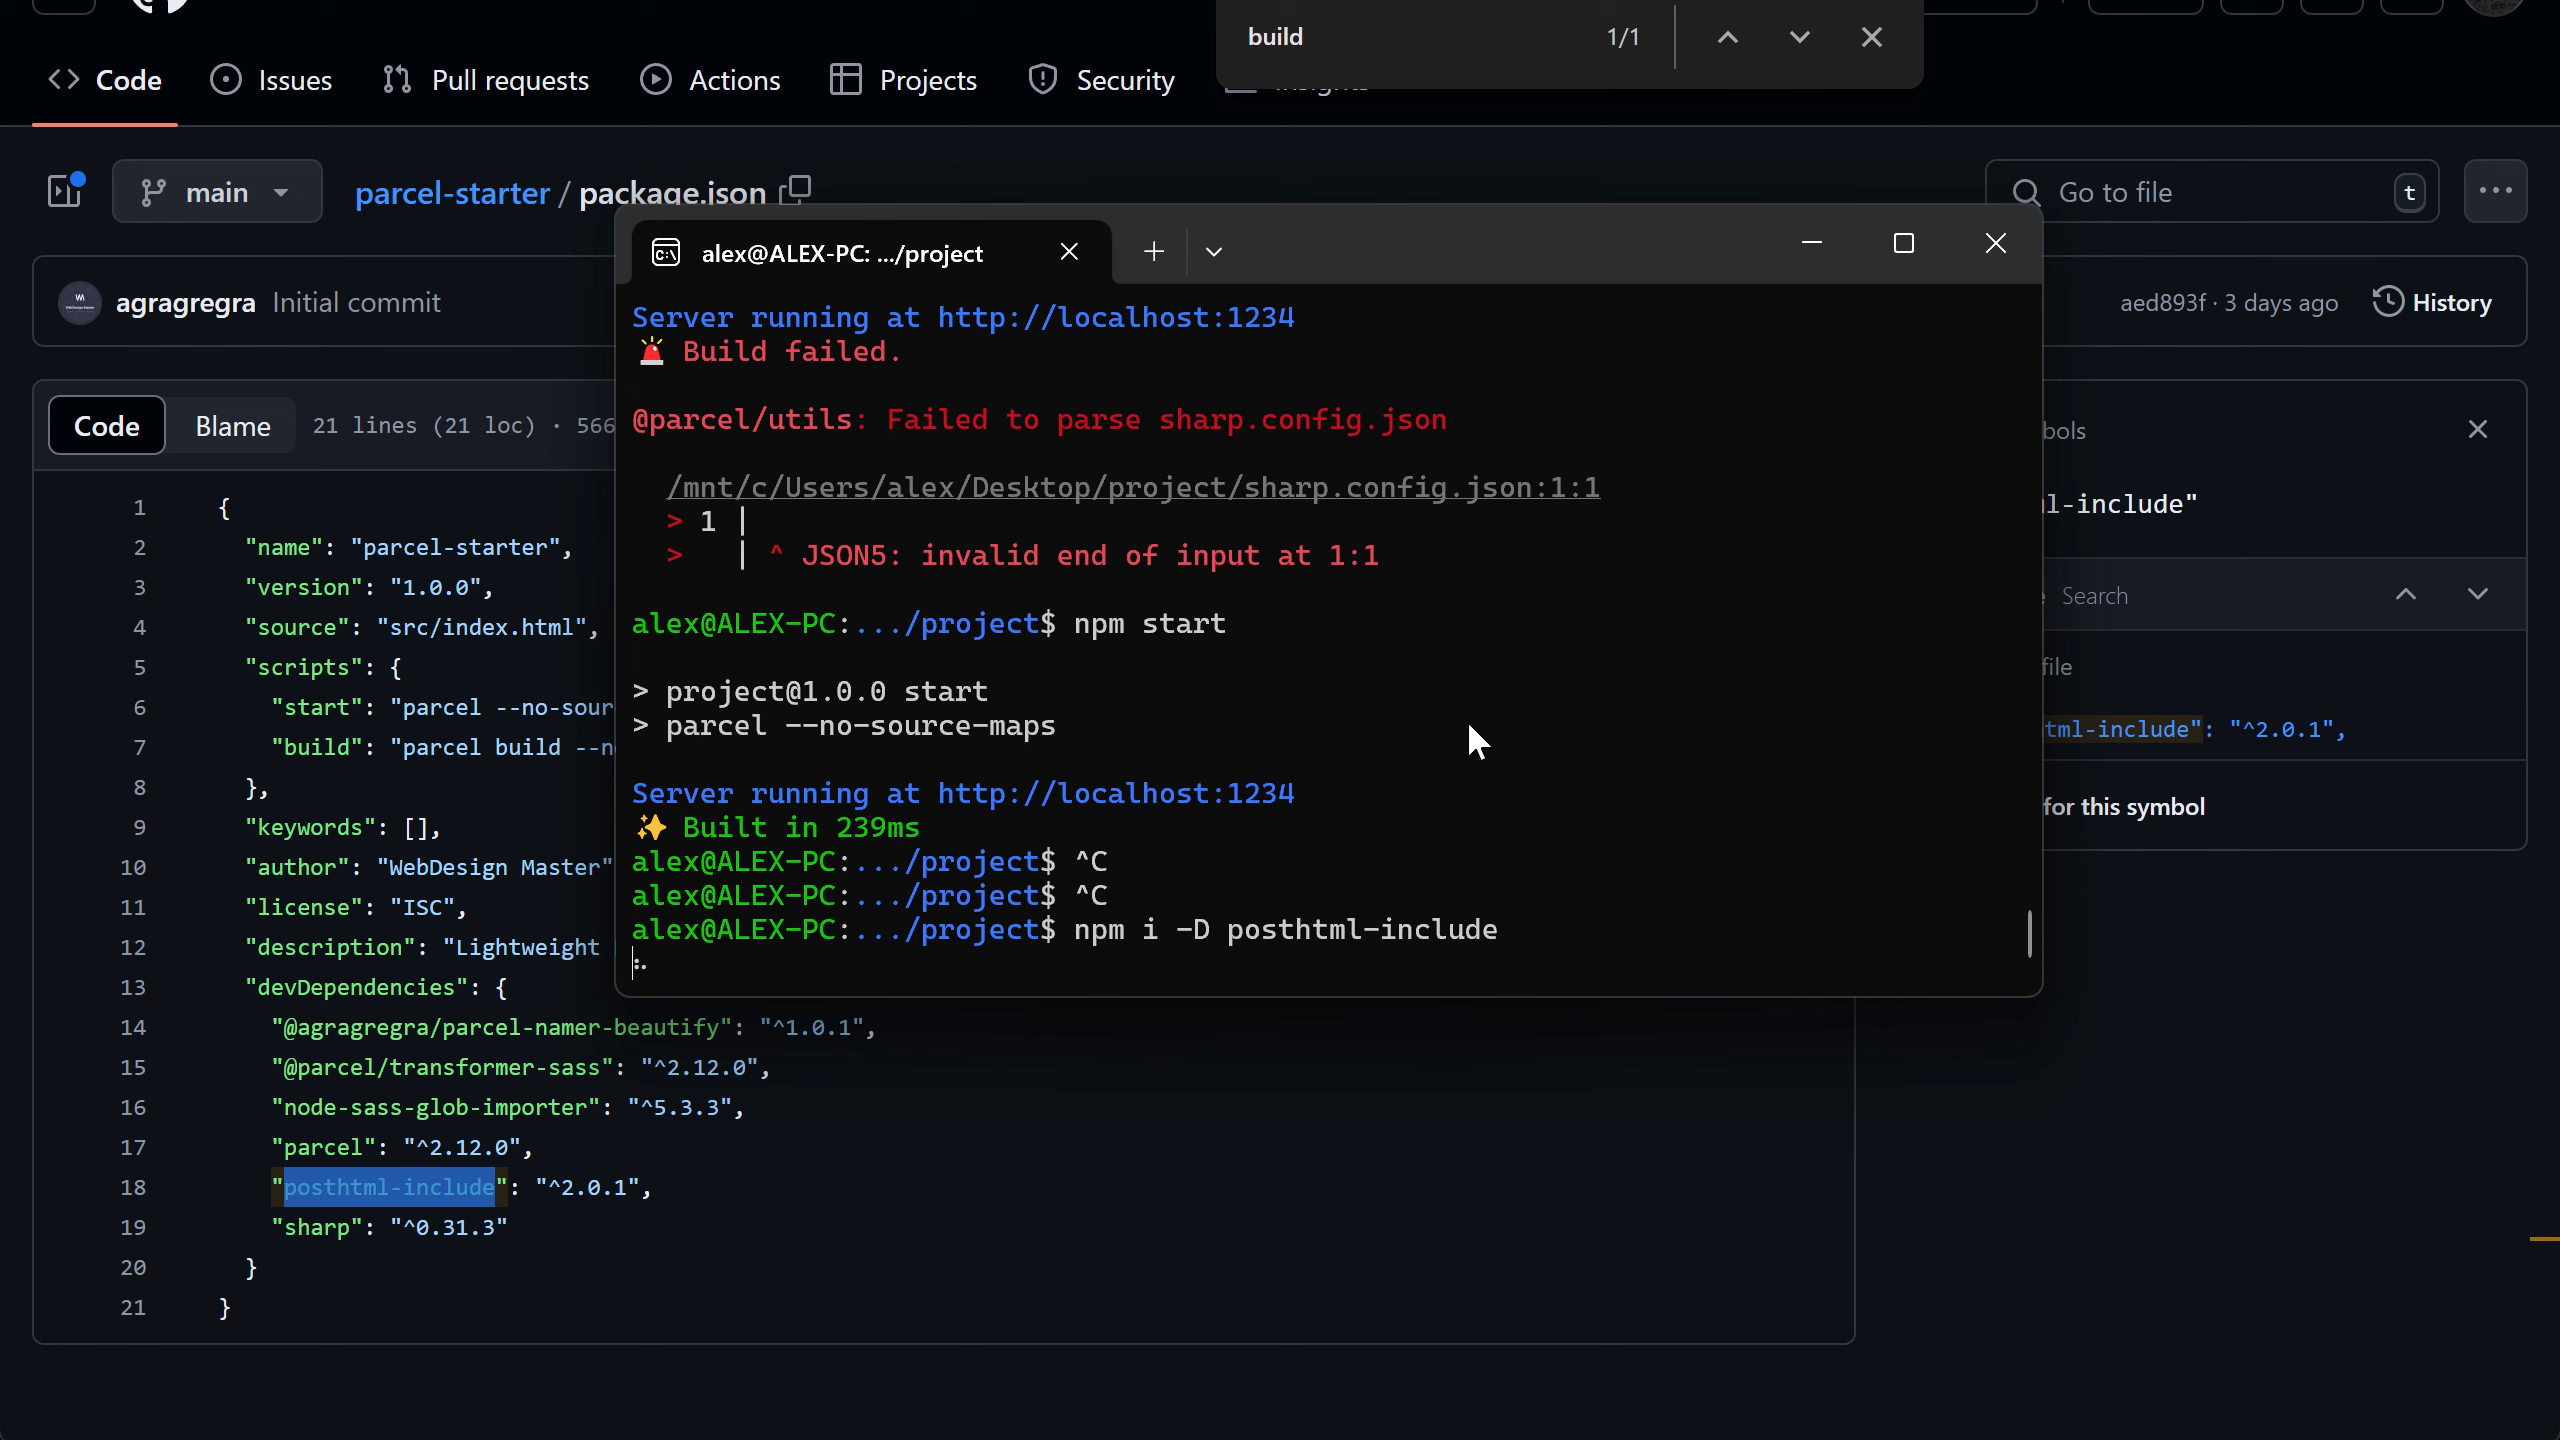 build 1/1
Code Issues Pull requests Actions Projects Security
main parcel-starter / package.json Go to file t
agragregra Initial commit aed893f · 3 days ago History
Code Blame 21 lines (21 loc) · 566
alex@ALEX-PC: .../project
Server running at http://localhost:1234
🚨 Build failed.
@parcel/utils: Failed to parse sharp.config.json
/mnt/c/Users/alex/Desktop/project/sharp.config.json:1:1
> 1 |
>   | ^ JSON5: invalid end of input at 1:1
alex@ALEX-PC:.../project$ npm start
> project@1.0.0 start
> parcel --no-source-maps
Server running at http://localhost:1234
✨ Built in 239ms
alex@ALEX-PC:.../project$ ^C
alex@ALEX-PC:.../project$ ^C
alex@ALEX-PC:.../project$ npm i -D posthtml-include
1 {
2 "name": "parcel-starter",
3 "version": "1.0.0",
4 "source": "src/index.html",
5 "scripts": {
6 "start": "parcel --no-sour
7 "build": "parcel build --n
8 },
9 "keywords": [],
10 "author": "WebDesign Master"
11 "license": "ISC",
12 "description": "Lightweight
13 "devDependencies": {
14 "@agragregra/parcel-namer-beautify": "^1.0.1",
15 "@parcel/transformer-sass": "^2.12.0",
16 "node-sass-glob-importer": "^5.3.3",
17 "parcel": "^2.12.0",
18 "posthtml-include": "^2.0.1",
19 "sharp": "^0.31.3"
20 }
21 }
bols
l-include"
Search
file
tml-include": "^2.0.1",
for this symbol